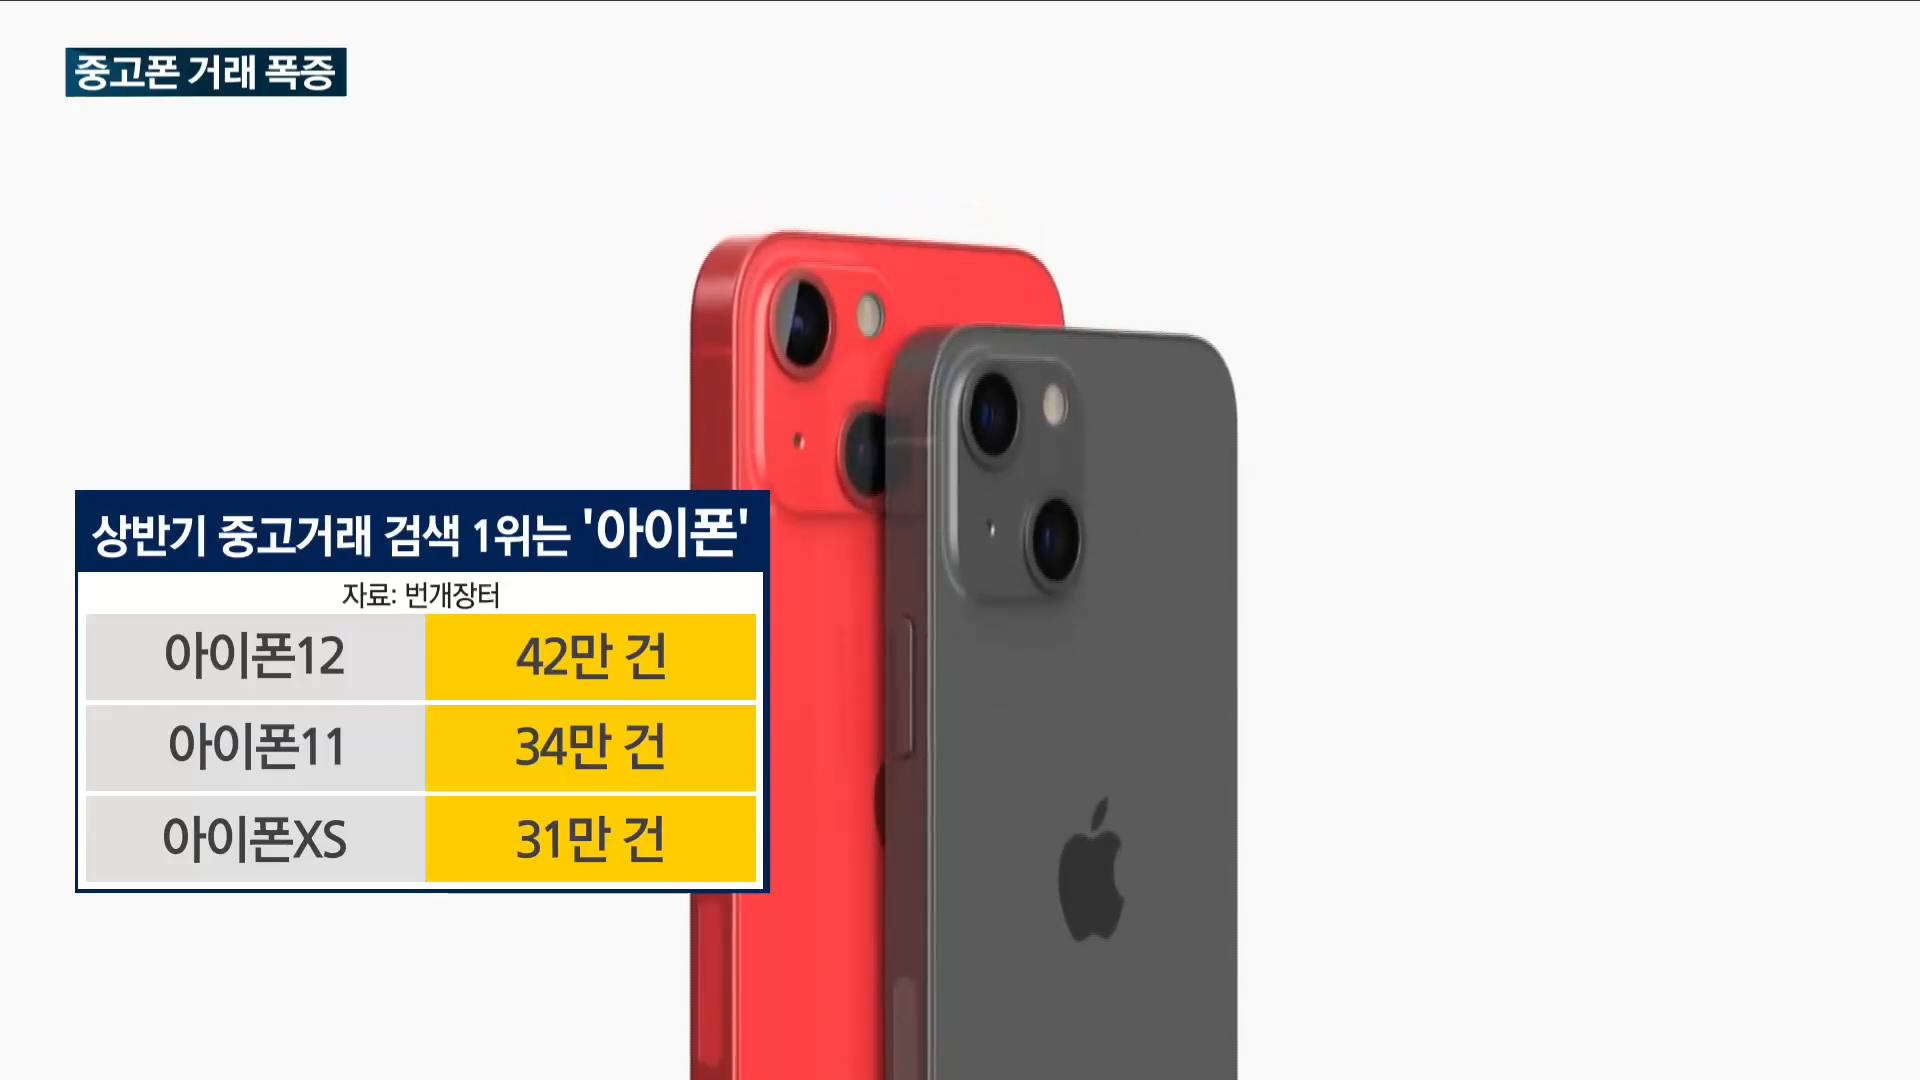 중고폰 거래 폭증
상반기 중고거래 검색 1위는 '아이폰'
자료: 번개장터
아이폰12 42만 건
아이폰11 34만 건
아이폰XS 31만 건